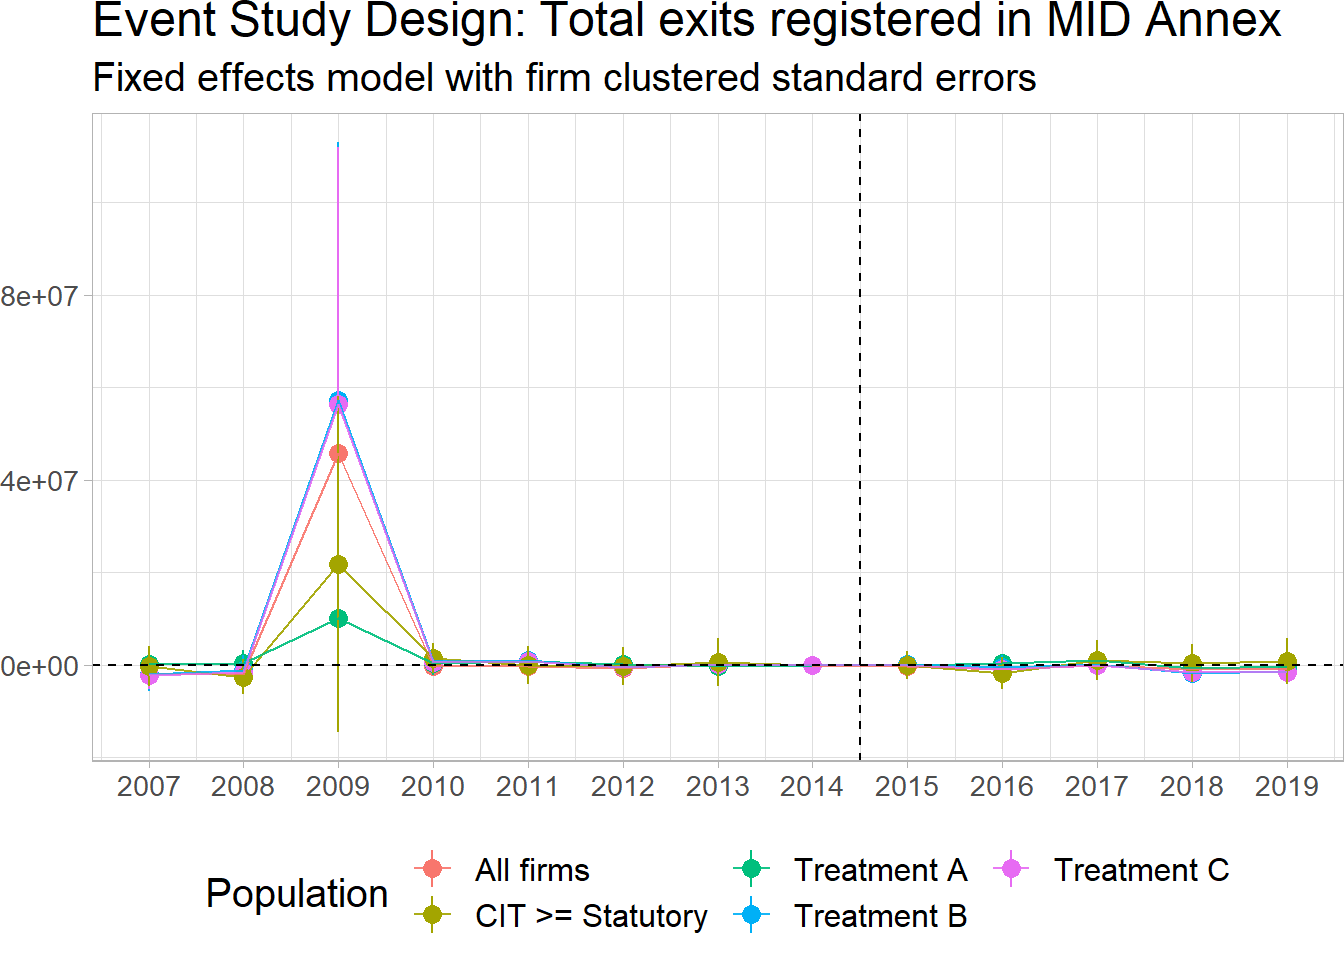 Event Study Design: Total exits registered in MID Annex
Fixed effects model with firm clustered standard errors
8e+07
4e+07
0e+00
2007 2008 2009 2010 2011 2012 2013 2014 2015 2016 2017 2018 2019
Population
All firms
CIT >= Statutory
Treatment A
Treatment B
Treatment C